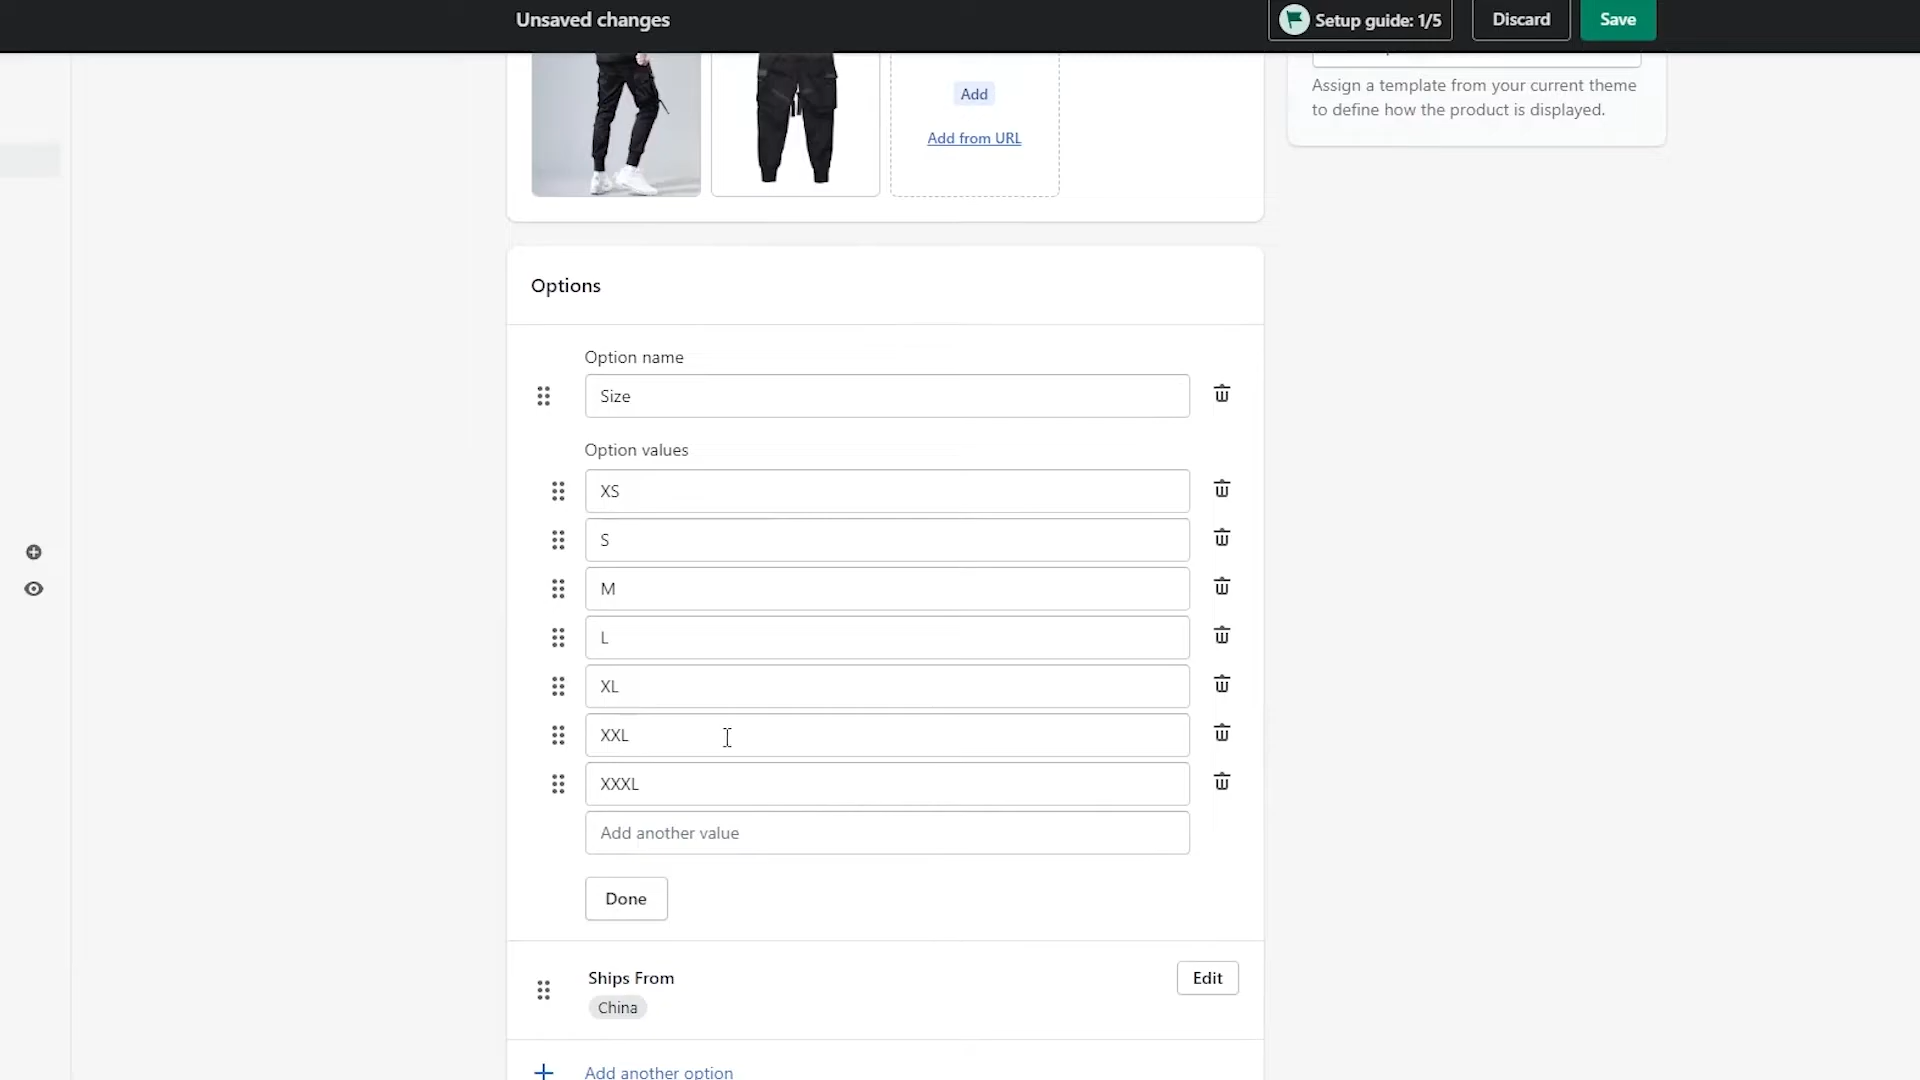 Unsaved changes
Setup guide: 1/5
Discard
Save
Add
Add from URL
Assign a template from your current theme
to define how the product is displayed.
Options
Option name
Size
Option values
XS
S
M
L
XL
XXL
XXXL
Add another value
Done
Ships From
Edit
China
Add another option